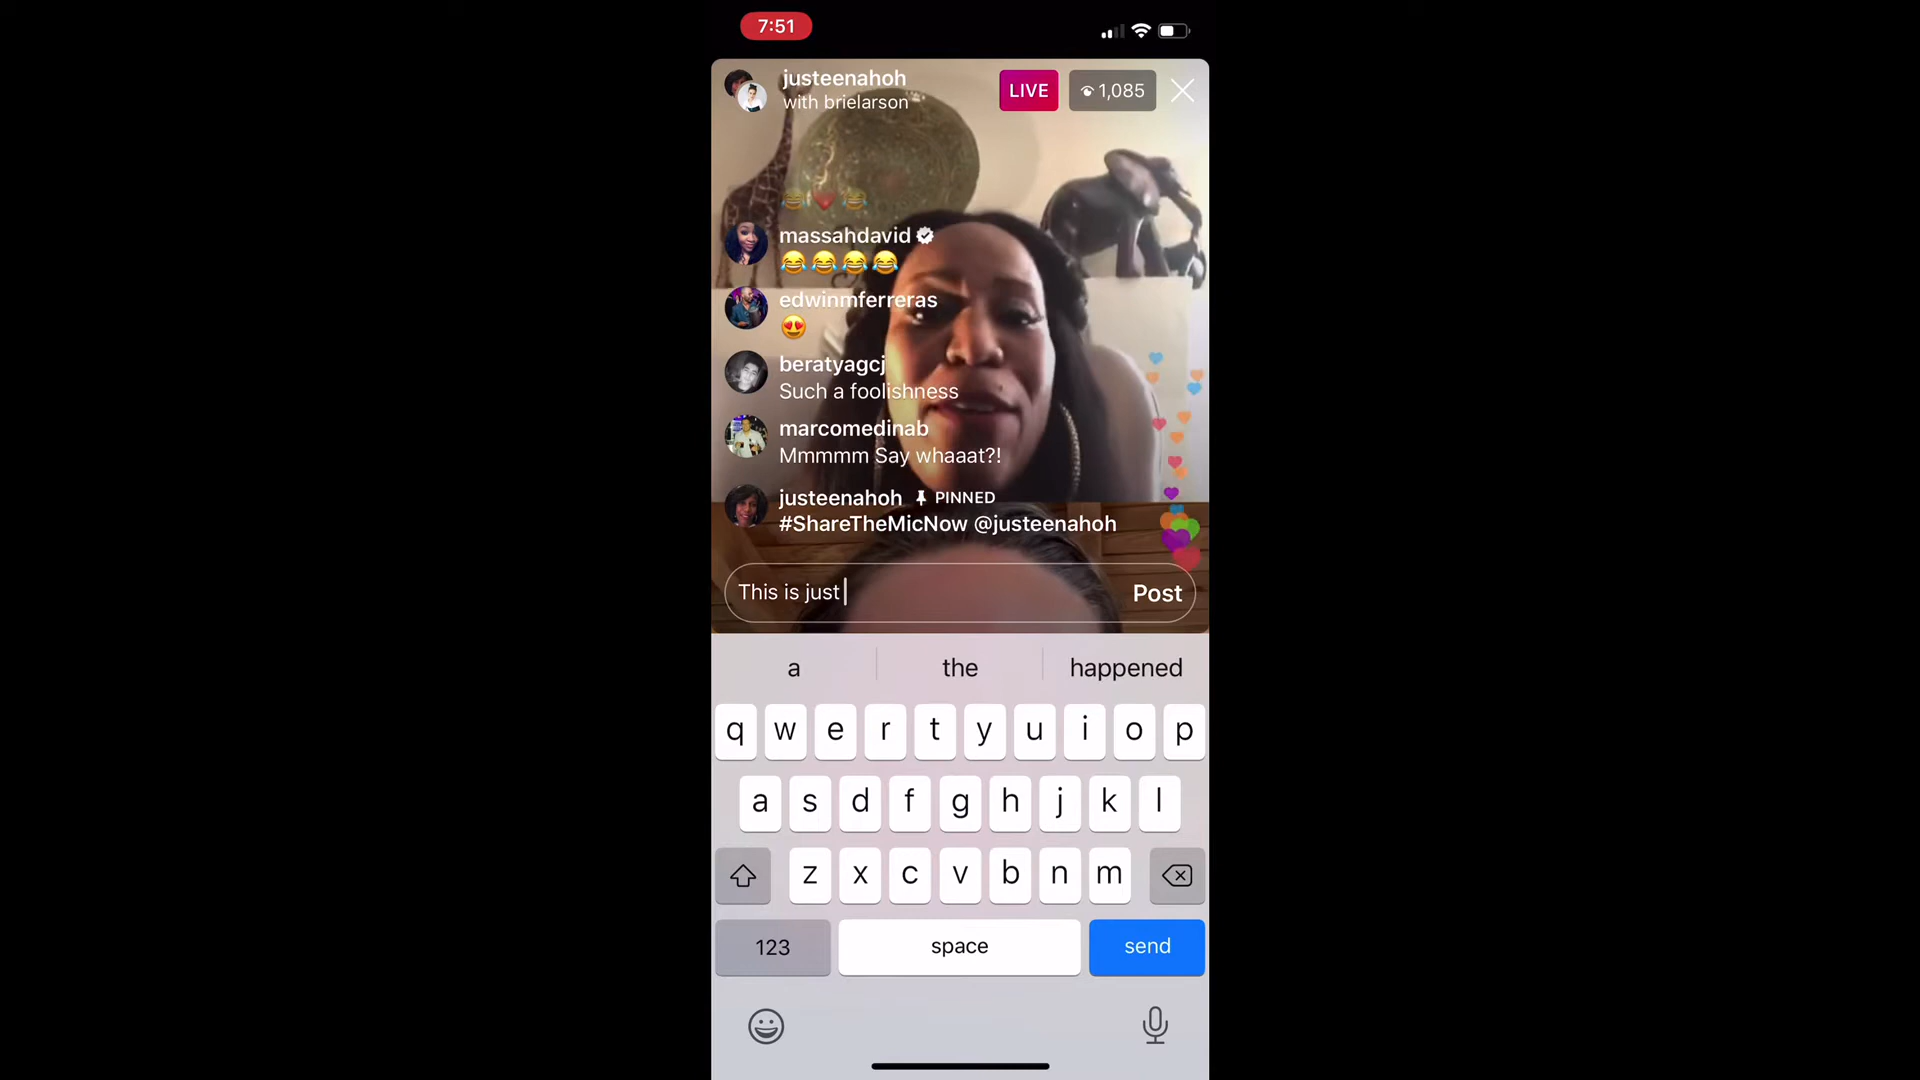 7:51
justeenahoh
with brielarson
LIVE
1,085
😂❤️😂
massahdavid
😂😂😂😂
edwinmferreras
😍
beratyagcj
Such a foolishness
marcomedinab
Mmmmm Say whaaat?!
justeenahoh PINNED
#ShareTheMicNow @justeenahoh
This is just
Post
a the happened
q w e r t y u i o p
a s d f g h j k l
z x c v b n m
123 space send